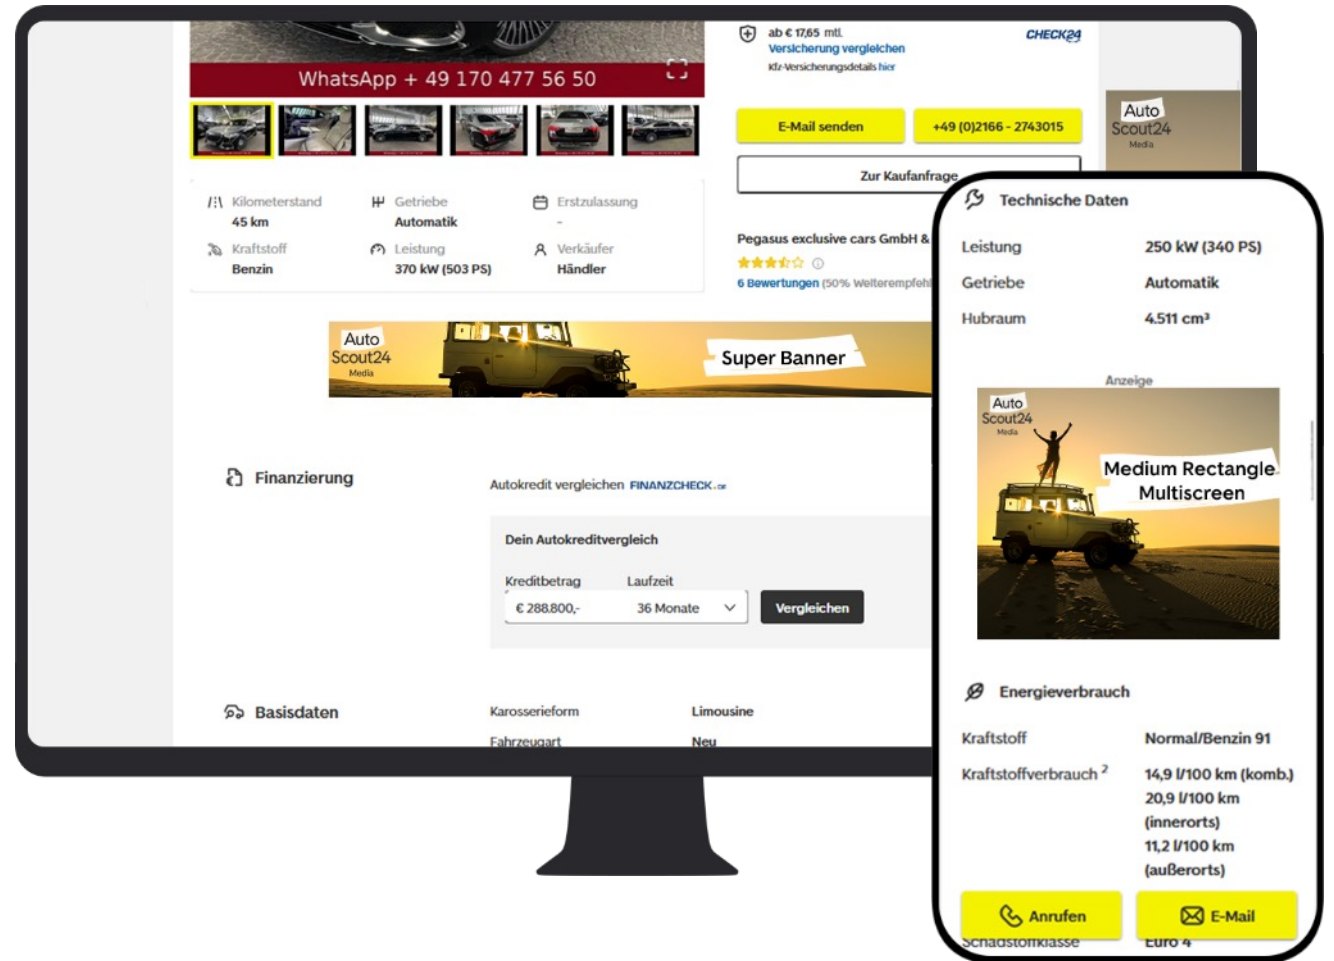 ab € 17,65 mtl.
CHECK24
Versicherung vergleichen
Kfz-Versicherungsdetails hier
WhatsApp + 49 170 477 56 50
E-Mail senden
+49 (0)2166 - 2743015
Auto
Scout24
Media
Zur Kaufanfrage
Kilometerstand
45 km
Getriebe
Automatik
Erstzulassung
-
Kraftstoff
Benzin
Leistung
370 kW (503 PS)
Verkäufer
Händler
Pegasus exclusive cars GmbH &
6 Bewertungen (50% Weiterempfehl
Auto
Scout24
Media
Super Banner
Finanzierung
Autokredit vergleichen FINANZCHECK.DE
Dein Autokreditvergleich
Kreditbetrag
Laufzeit
€ 288.800,-
36 Monate
Vergleichen
Basisdaten
Karosserieform
Limousine
Fahrzeugart
Neu
Technische Daten
Leistung
250 kW (340 PS)
Getriebe
Automatik
Hubraum
4.511 cm³
Anzeige
Auto
Scout24
Media
Medium Rectangle
Multiscreen
Energieverbrauch
Kraftstoff
Normal/Benzin 91
Kraftstoffverbrauch 2
14,9 l/100 km (komb.)
20,9 l/100 km
(innerorts)
11,2 l/100 km
(außerorts)
Anrufen
E-Mail
Schadstoffklasse
Euro 4